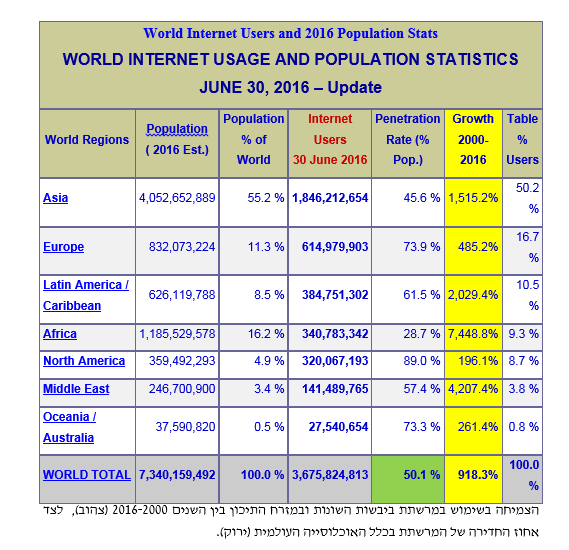 World Internet Users and 2016 Population Stats
WORLD INTERNET USAGE AND POPULATION STATISTICS
JUNE 30, 2016 – Update
World Regions
Population
( 2016 Est.)
Population
% of
World
Internet
Users
30 June 2016
Penetration
Rate (%
Pop.)
Growth
2000-
2016
Table
%
Users
Asia 4,052,652,889 55.2 % 1,846,212,654 45.6 % 1,515.2% 50.2
%
Europe 832,073,224 11.3 % 614,979,903 73.9 % 485.2% 16.7
%
Latin America /
Caribbean 626,119,788 8.5 % 384,751,302 61.5 % 2,029.4% 10.5
%
Africa 1,185,529,578 16.2 % 340,783,342 28.7 % 7,448.8% 9.3 %
North America 359,492,293 4.9 % 320,067,193 89.0 % 196.1% 8.7 %
Middle East 246,700,900 3.4 % 141,489,765 57.4 % 4,207.4% 3.8 %
Oceania /
Australia 37,590,820 0.5 % 27,540,654 73.3 % 261.4% 0.8 %
WORLD TOTAL 7,340,159,492 100.0 % 3,675,824,813 50.1 % 918.3% 100.0
%
הצמיחה בשימוש במרשתת ביבשות השונות ובמזרח התיכון בין השנים 2016-2000 (צהוב), לצד
אחוז החדירה של המרשתת בכלל האוכלוסייה העולמית (ירוק).